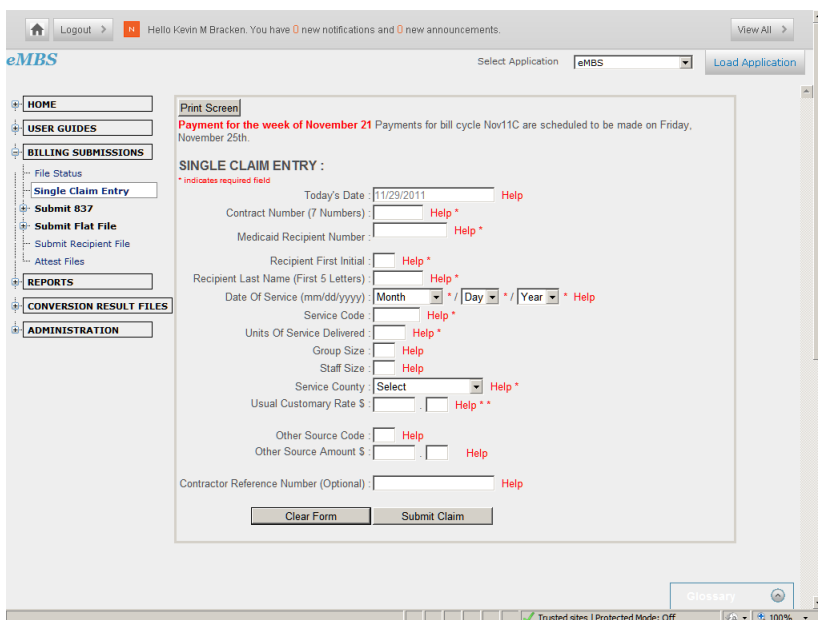 Logout > N Hello Kevin M Bracken. You have 0 new notifications and 0 new announcements. View All >
eMBS Select Application eMBS Load Application
HOME
USER GUIDES
BILLING SUBMISSIONS
File Status
Single Claim Entry
Submit 837
Submit Flat File
Submit Recipient File
Attest Files
REPORTS
CONVERSION RESULT FILES
ADMINISTRATION
Print Screen
Payment for the week of November 21 Payments for bill cycle Nov11C are scheduled to be made on Friday,
November 25th.
SINGLE CLAIM ENTRY :
* indicates required field
Today's Date : 11/29/2011 Help
Contract Number (7 Numbers) : Help *
Medicaid Recipient Number : Help *
Recipient First Initial : Help *
Recipient Last Name (First 5 Letters) : Help *
Date Of Service (mm/dd/yyyy) : Month * / Day * / Year * Help
Service Code : Help *
Units Of Service Delivered : Help *
Group Size : Help
Staff Size : Help
Service County : Select Help *
Usual Customary Rate $ : . Help * *
Other Source Code : Help
Other Source Amount $ : . Help
Contractor Reference Number (Optional) : Help
Clear Form Submit Claim
Glossary
Trusted sites | Protected Mode: Off 100%